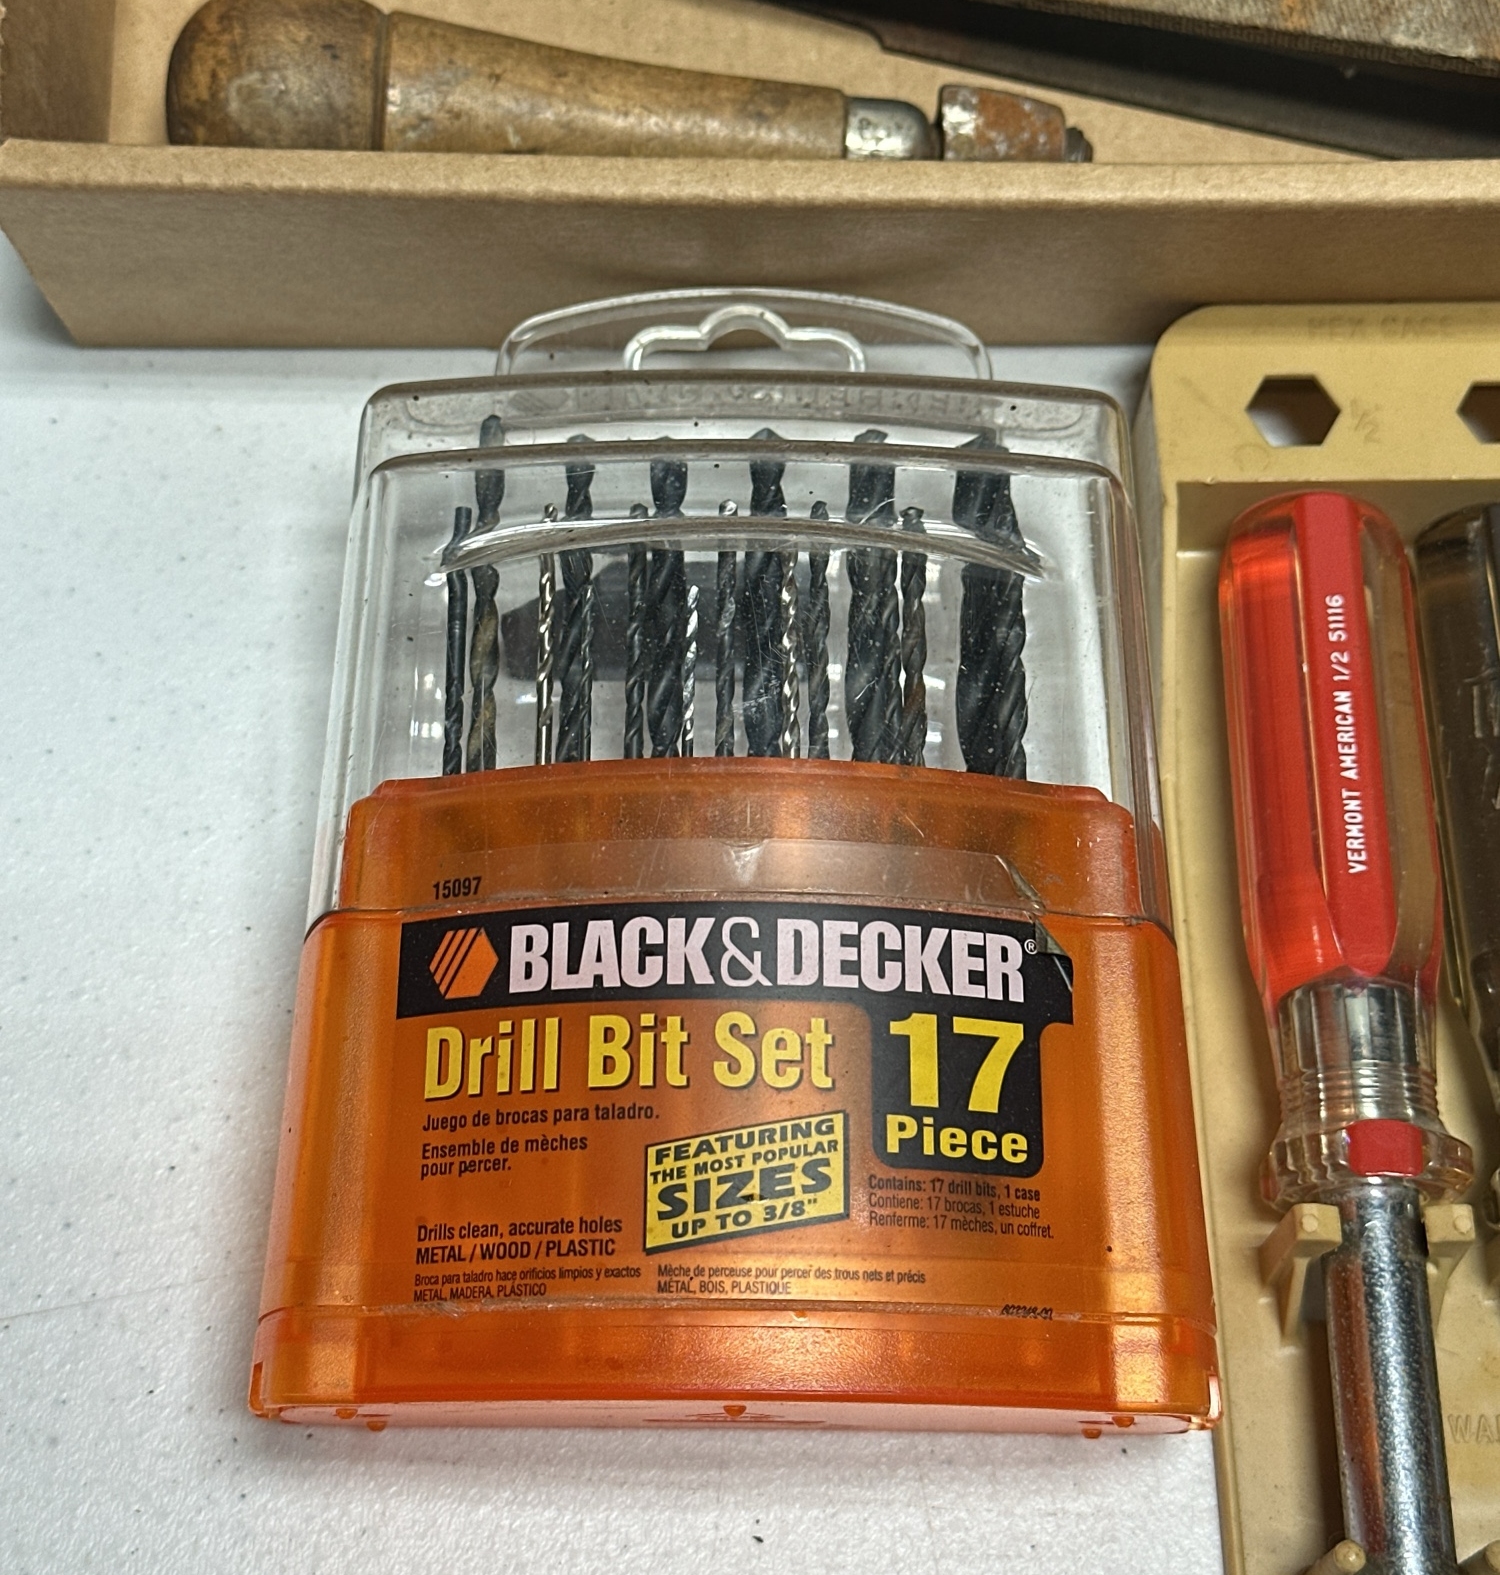 HEX
15097
BLACK&DECKER®
Drill Bit Set
17
Piece
Juego de brocas para taladro.
Ensemble de mèches
pour percer.
FEATURING
THE MOST POPULAR
SIZES
UP TO 3/8"
Contains: 17 drill bits, 1 case
Contiene: 17 brocas, 1 estuche
Renferme: 17 mèches, un coffret.
Drills clean, accurate holes
METAL / WOOD / PLASTIC
Broca para taladro hace orificios limpios y exactos
METAL, MADERA, PLÁSTICO
Mèche de perceuse pour percer des trous nets et précis
MÉTAL, BOIS, PLASTIQUE
VERMONT AMERICAN 1/2 51116
1/2